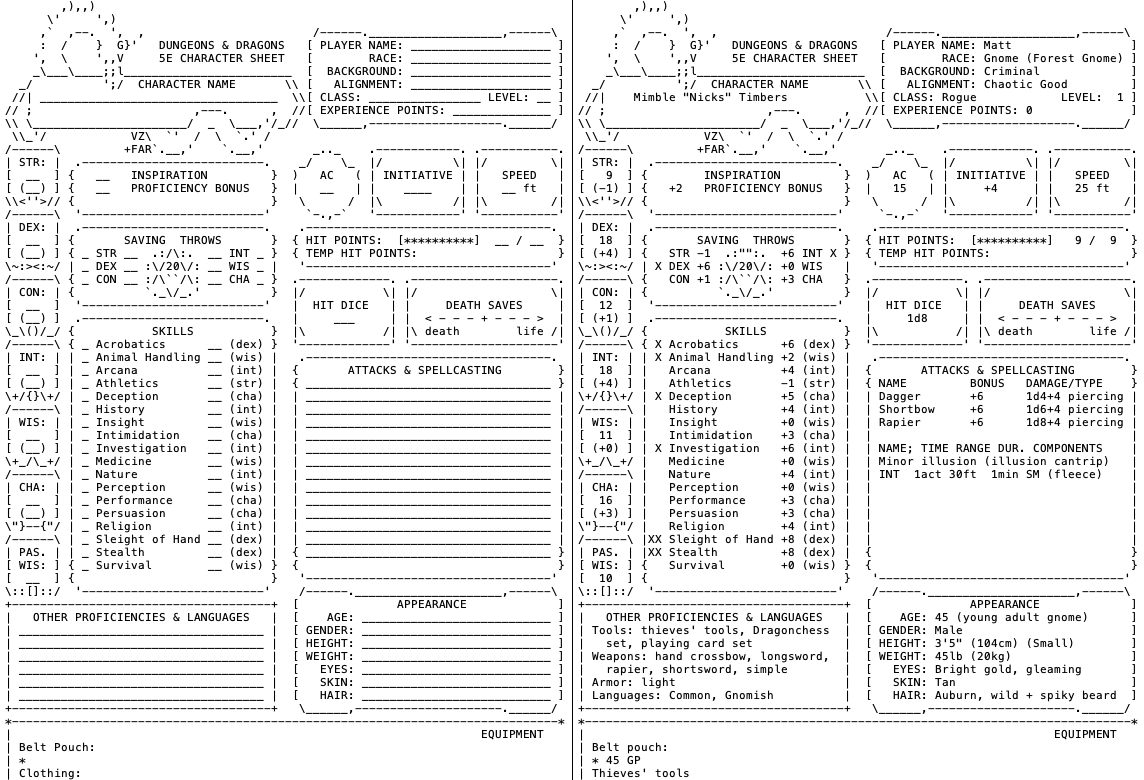 DUNGEONS & DRAGONS
5E CHARACTER SHEET
CHARACTER NAME
PLAYER NAME:
RACE:
BACKGROUND:
ALIGNMENT:
CLASS: LEVEL:
EXPERIENCE POINTS:
STR:
DEX:
CON:
INT:
WIS:
CHA:
PAS.
WIS:
INSPIRATION
PROFICIENCY BONUS
AC
INITIATIVE
SPEED
ft
SAVING THROWS
STR INT
DEX /20\ WIS
CON CHA
HIT POINTS: [**********] __ / __
TEMP HIT POINTS:
HIT DICE
DEATH SAVES
< - - - + - - - >
death life
SKILLS
_ Acrobatics __ (dex)
_ Animal Handling __ (wis)
_ Arcana __ (int)
_ Athletics __ (str)
_ Deception __ (cha)
_ History __ (int)
_ Insight __ (wis)
_ Intimidation __ (cha)
_ Investigation __ (int)
_ Medicine __ (wis)
_ Nature __ (int)
_ Perception __ (wis)
_ Performance __ (cha)
_ Persuasion __ (cha)
_ Religion __ (int)
_ Sleight of Hand __ (dex)
_ Stealth __ (dex)
_ Survival __ (wis)
ATTACKS & SPELLCASTING
OTHER PROFICIENCIES & LANGUAGES
APPEARANCE
AGE:
GENDER:
HEIGHT:
WEIGHT:
EYES:
SKIN:
HAIR:
EQUIPMENT
Belt Pouch:
*
Clothing:
DUNGEONS & DRAGONS
5E CHARACTER SHEET
CHARACTER NAME
Mimble "Nicks" Timbers
PLAYER NAME: Matt
RACE: Gnome (Forest Gnome)
BACKGROUND: Criminal
ALIGNMENT: Chaotic Good
CLASS: Rogue LEVEL: 1
EXPERIENCE POINTS: 0
STR:
9
(-1)
DEX:
18
(+4)
CON:
12
(+1)
INT:
18
(+4)
WIS:
11
(+0)
CHA:
16
(+3)
PAS.
WIS:
10
INSPIRATION
+2 PROFICIENCY BONUS
AC
15
INITIATIVE
+4
SPEED
25 ft
SAVING THROWS
STR -1 +6 INT X
X DEX +6 /20\ +0 WIS
CON +1 +3 CHA
HIT POINTS: [**********] 9 / 9
TEMP HIT POINTS:
HIT DICE
1d8
DEATH SAVES
< - - - + - - - >
death life
SKILLS
X Acrobatics +6 (dex)
X Animal Handling +2 (wis)
Arcana +4 (int)
Athletics -1 (str)
X Deception +5 (cha)
History +4 (int)
Insight +0 (wis)
Intimidation +3 (cha)
X Investigation +6 (int)
Medicine +0 (wis)
Nature +4 (int)
Perception +0 (wis)
Performance +3 (cha)
Persuasion +3 (cha)
Religion +4 (int)
XX Sleight of Hand +8 (dex)
XX Stealth +8 (dex)
Survival +0 (wis)
ATTACKS & SPELLCASTING
NAME BONUS DAMAGE/TYPE
Dagger +6 1d4+4 piercing
Shortbow +6 1d6+4 piercing
Rapier +6 1d8+4 piercing
NAME; TIME RANGE DUR. COMPONENTS
Minor illusion (illusion cantrip)
INT 1act 30ft 1min SM (fleece)
OTHER PROFICIENCIES & LANGUAGES
Tools: thieves' tools, Dragonchess
set, playing card set
Weapons: hand crossbow, longsword,
rapier, shortsword, simple
Armor: light
Languages: Common, Gnomish
APPEARANCE
AGE: 45 (young adult gnome)
GENDER: Male
HEIGHT: 3'5" (104cm) (Small)
WEIGHT: 45lb (20kg)
EYES: Bright gold, gleaming
SKIN: Tan
HAIR: Auburn, wild + spiky beard
EQUIPMENT
Belt pouch:
* 45 GP
Thieves' tools